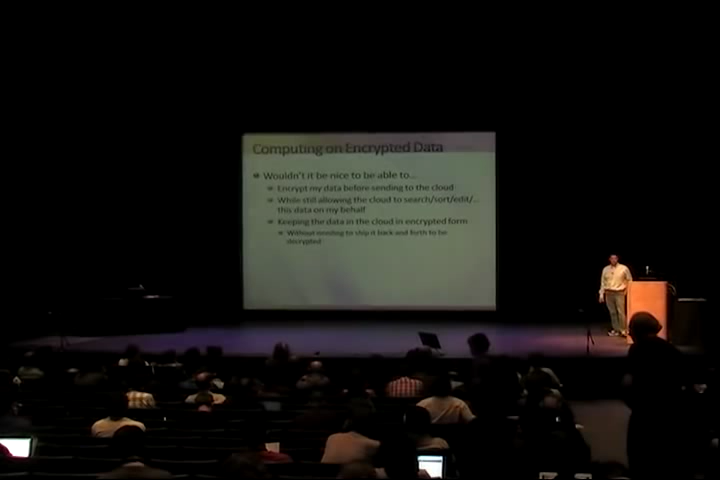 Computing on Encrypted Data
Wouldn't it be nice to be able to…
Encrypt my data before sending to the cloud
While still allowing the cloud to search/sort/edit/…
this data on my behalf
Keeping the data in the cloud in encrypted form
Without needing to ship it back and forth to be
decrypted